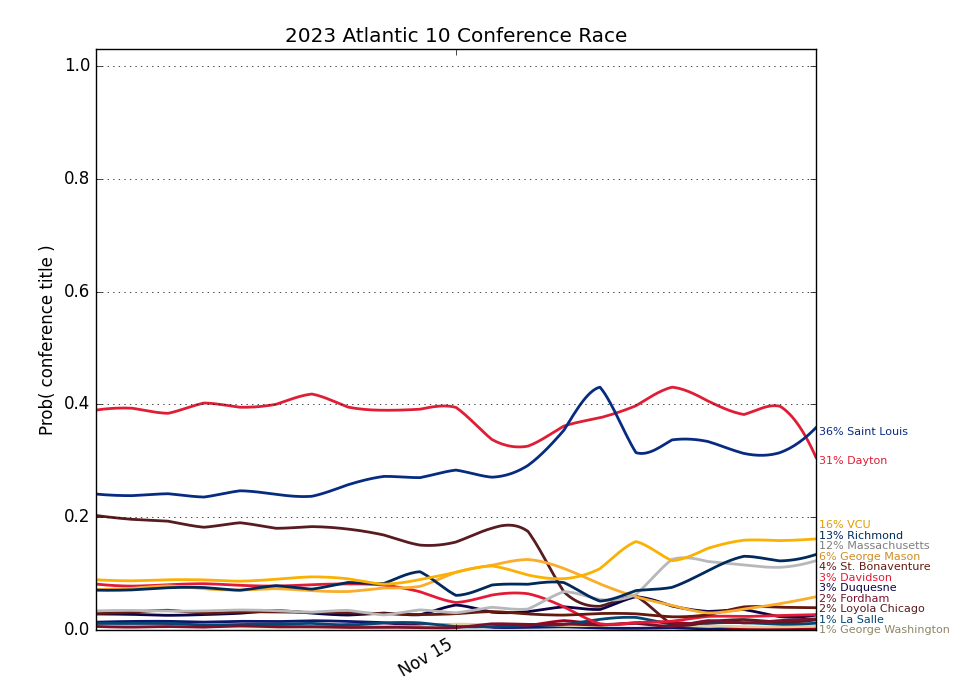 2023 Atlantic 10 Conference Race
Prob( conference title )
1.0
0.8
0.6
0.4
0.2
0.0
Nov 15
36% Saint Louis
31% Dayton
16% VCU
13% Richmond
12% Massachusetts
6% George Mason
4% St. Bonaventure
3% Davidson
3% Duquesne
2% Fordham
2% Loyola Chicago
1% La Salle
1% George Washington